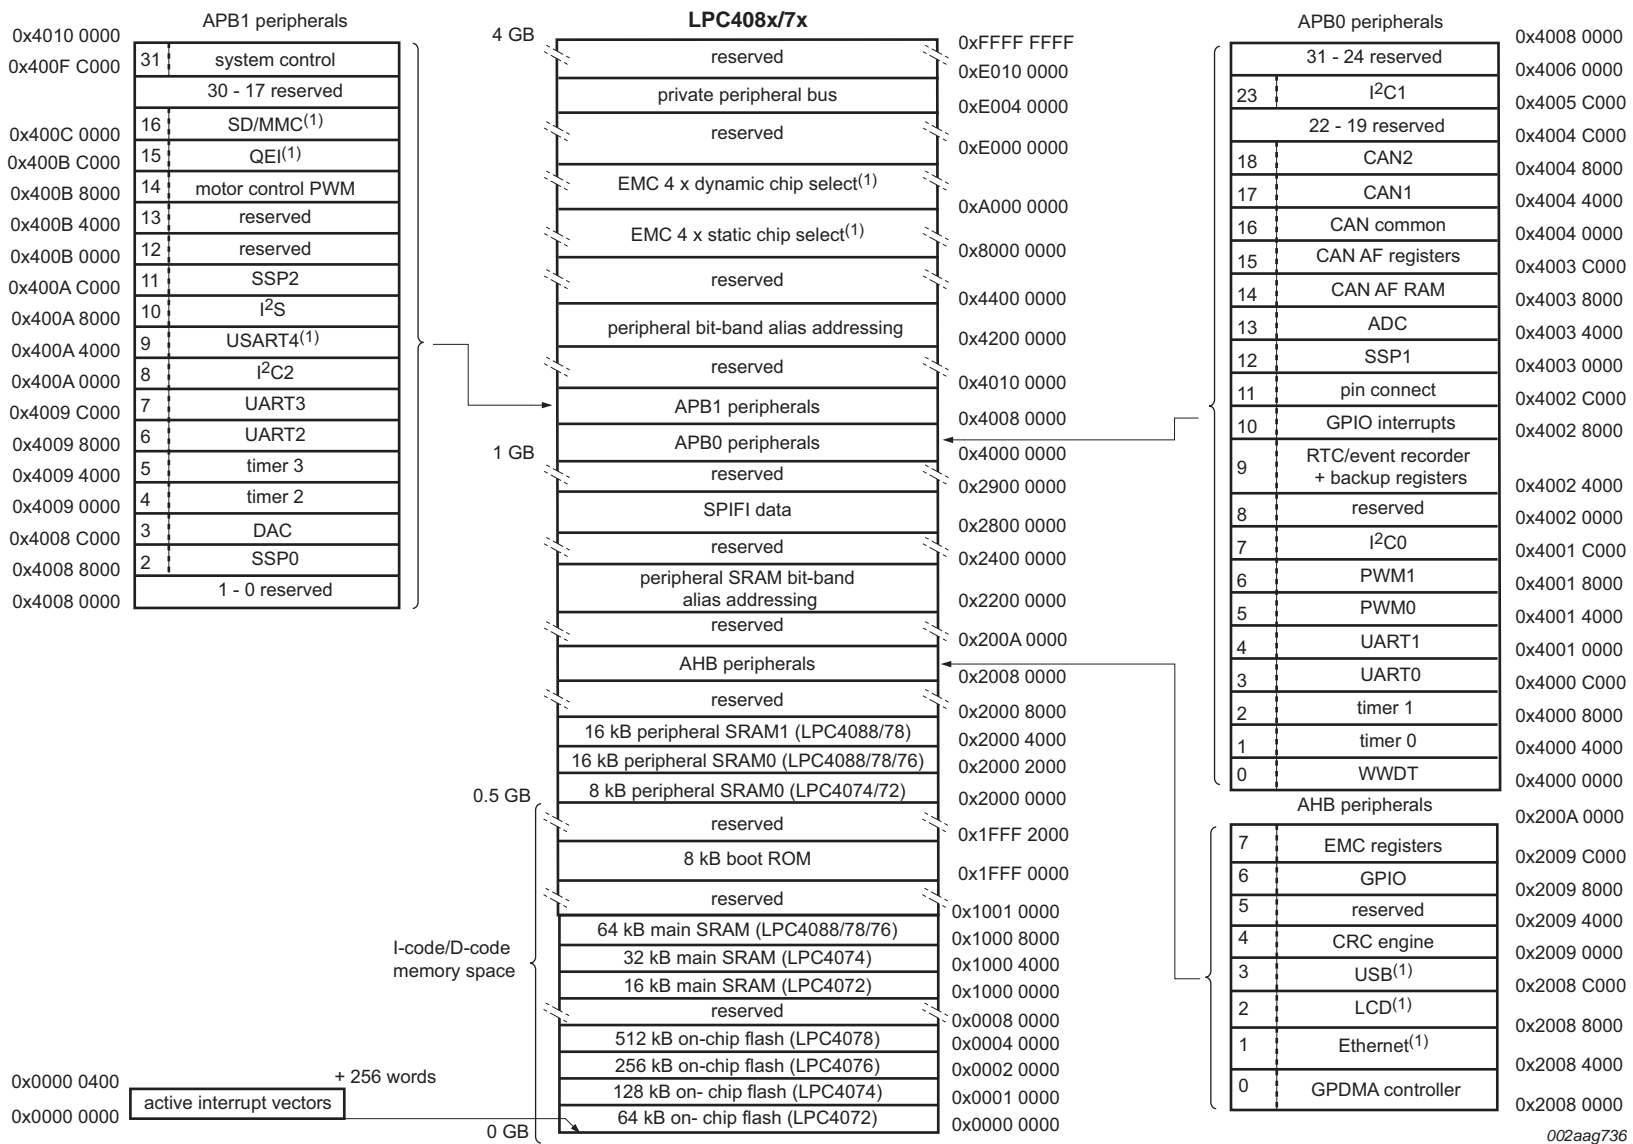 LPC408x/7x
APB1 peripherals
0x4010 0000
31 system control
0x400F C000
30 - 17 reserved
16 SD/MMC(1)
0x400C 0000
15 QEI(1)
0x400B C000
14 motor control PWM
0x400B 8000
13 reserved
0x400B 4000
12 reserved
0x400B 0000
11 SSP2
0x400A C000
10 I2S
0x400A 8000
9 USART4(1)
0x400A 4000
8 I2C2
0x400A 0000
7 UART3
0x4009 C000
6 UART2
0x4009 8000
5 timer 3
0x4009 4000
4 timer 2
0x4009 0000
3 DAC
0x4008 C000
2 SSP0
0x4008 8000
1 - 0 reserved
0x4008 0000
4 GB
0xFFFF FFFF
reserved
0xE010 0000
private peripheral bus
0xE004 0000
reserved
0xE000 0000
EMC 4 x dynamic chip select(1)
0xA000 0000
EMC 4 x static chip select(1)
0x8000 0000
reserved
0x4400 0000
peripheral bit-band alias addressing
0x4200 0000
reserved
0x4010 0000
APB1 peripherals
0x4008 0000
APB0 peripherals
1 GB
0x4000 0000
reserved
0x2900 0000
SPIFI data
0x2800 0000
reserved
0x2400 0000
peripheral SRAM bit-band
alias addressing
0x2200 0000
reserved
0x200A 0000
AHB peripherals
0x2008 0000
reserved
0x2000 8000
16 kB peripheral SRAM1 (LPC4088/78)
0x2000 4000
16 kB peripheral SRAM0 (LPC4088/78/76)
0x2000 2000
8 kB peripheral SRAM0 (LPC4074/72)
0.5 GB
0x2000 0000
reserved
0x1FFF 2000
8 kB boot ROM
0x1FFF 0000
reserved
0x1001 0000
64 kB main SRAM (LPC4088/78/76)
0x1000 8000
I-code/D-code
memory space
32 kB main SRAM (LPC4074)
0x1000 4000
16 kB main SRAM (LPC4072)
0x1000 0000
reserved
0x0008 0000
512 kB on-chip flash (LPC4078)
0x0004 0000
256 kB on-chip flash (LPC4076)
0x0002 0000
128 kB on- chip flash (LPC4074)
0x0001 0000
64 kB on- chip flash (LPC4072)
0 GB
0x0000 0000
+ 256 words
0x0000 0400
active interrupt vectors
0x0000 0000
APB0 peripherals
0x4008 0000
31 - 24 reserved
0x4006 0000
23 I2C1
0x4005 C000
22 - 19 reserved
0x4004 C000
18 CAN2
0x4004 8000
17 CAN1
0x4004 4000
16 CAN common
0x4004 0000
15 CAN AF registers
0x4003 C000
14 CAN AF RAM
0x4003 8000
13 ADC
0x4003 4000
12 SSP1
0x4003 0000
11 pin connect
0x4002 C000
10 GPIO interrupts
0x4002 8000
9 RTC/event recorder
+ backup registers
0x4002 4000
8 reserved
0x4002 0000
7 I2C0
0x4001 C000
6 PWM1
0x4001 8000
5 PWM0
0x4001 4000
4 UART1
0x4001 0000
3 UART0
0x4000 C000
2 timer 1
0x4000 8000
1 timer 0
0x4000 4000
0 WWDT
0x4000 0000
AHB peripherals
0x200A 0000
7 EMC registers
0x2009 C000
6 GPIO
0x2009 8000
5 reserved
0x2009 4000
4 CRC engine
0x2009 0000
3 USB(1)
0x2008 C000
2 LCD(1)
0x2008 8000
1 Ethernet(1)
0x2008 4000
0 GPDMA controller
0x2008 0000
002aag736